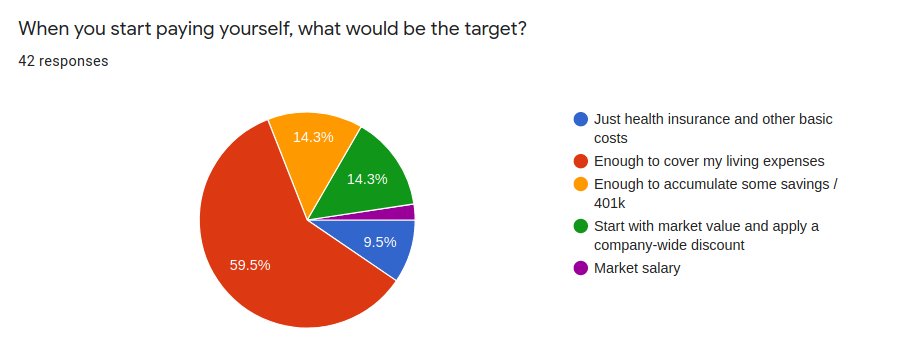 When you start paying yourself, what would be the target?
42 responses
14.3%
14.3%
9.5%
59.5%
Just health insurance and other basic
costs
Enough to cover my living expenses
Enough to accumulate some savings /
401k
Start with market value and apply a
company-wide discount
Market salary